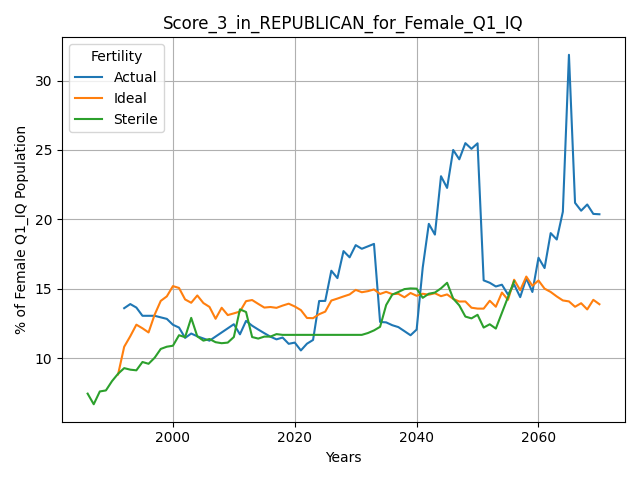 Score_3_in_REPUBLICAN_for_Female_Q1_IQ
Fertility
Actual
Ideal
Sterile
% of Female Q1_IQ Population
30
25
20
15
10
2000
2020
2040
2060
Years